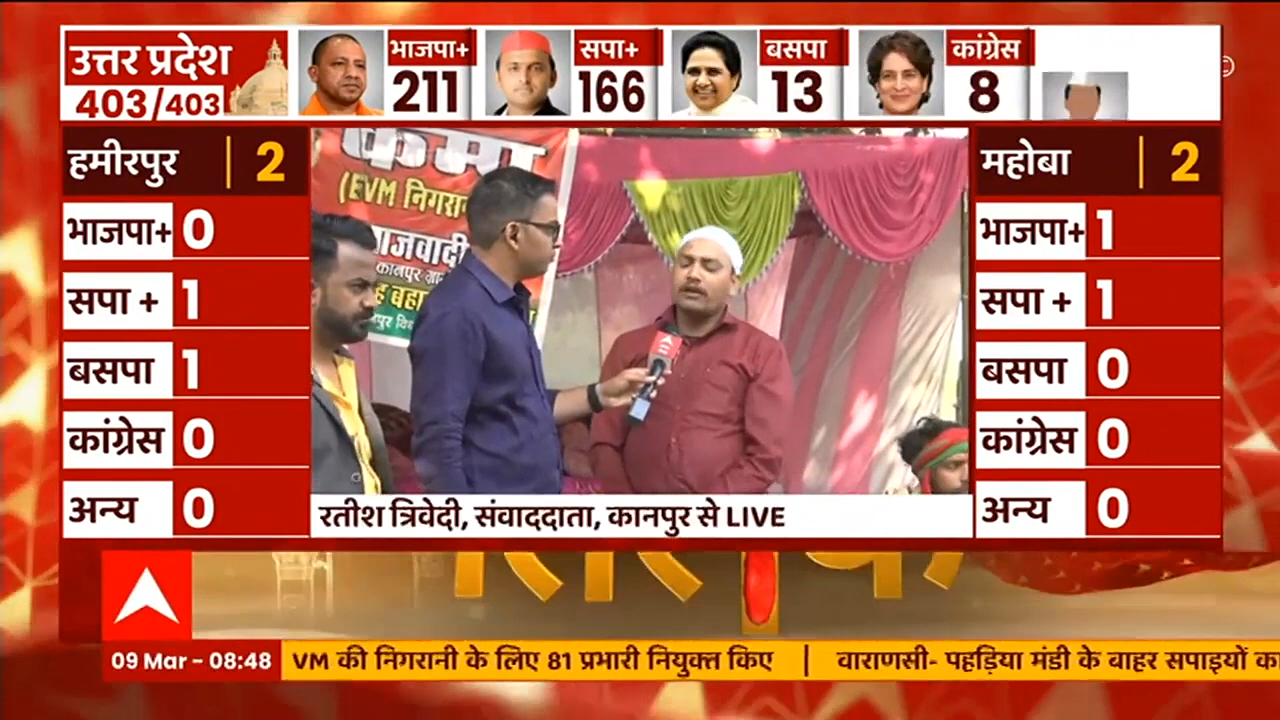 उत्तर प्रदेश
403/403
भाजपा+
211
सपा+
166
बसपा
13
कांग्रेस
8
हमीरपुर | 2
भाजपा+ 0
सपा + 1
बसपा 1
कांग्रेस 0
अन्य 0
(EVM निगरा
महोबा | 2
भाजपा+ 1
सपा + 1
बसपा 0
कांग्रेस 0
अन्य 0
रतीश त्रिवेदी, संवाददाता, कानपुर से LIVE
09 Mar - 08:48
VM की निगरानी के लिए 81 प्रभारी नियुक्त किए | वाराणसी- पहड़िया मंडी के बाहर सपाइयों का